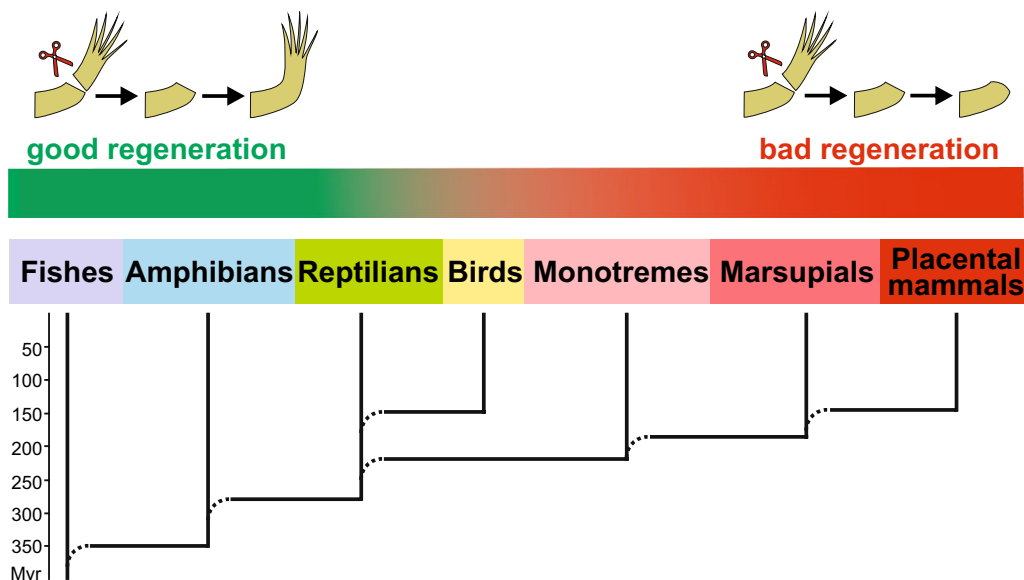 good regeneration
bad regeneration
Fishes
Amphibians
Reptilians
Birds
Monotremes
Marsupials
Placental
mammals
50
100
150
200
250
300
350
Myr